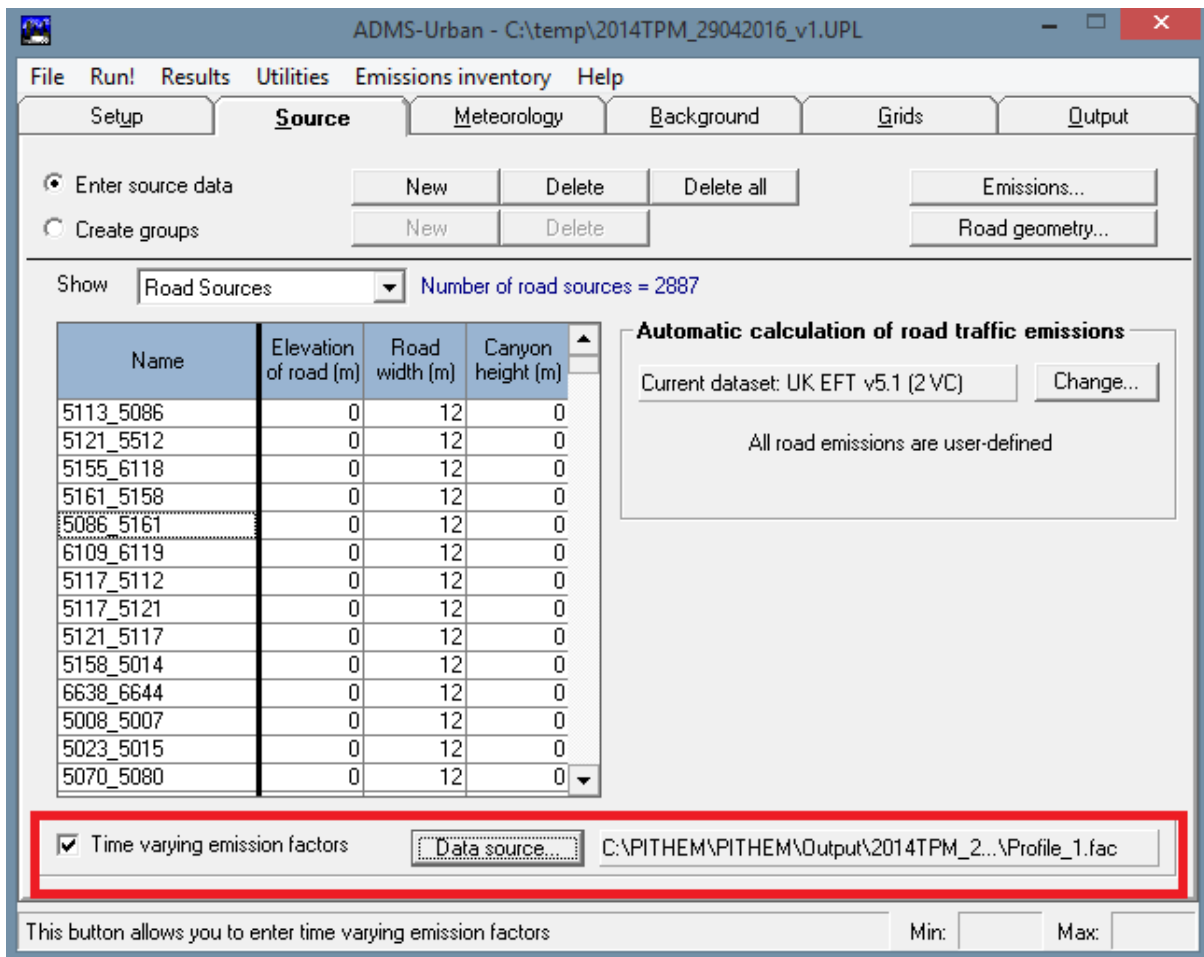 ADMS-Urban - C:\temp\2014TPM_29042016_v1.UPL
File Run! Results Utilities Emissions inventory Help
Setup Source Meteorology Background Grids Output
Enter source data New Delete Delete all Emissions...
Create groups New Delete Road geometry...
Show Road Sources Number of road sources = 2887
Name Elevation of road (m) Road width (m) Canyon height (m)
5113_5086 0 12 0
5121_5512 0 12 0
5155_6118 0 12 0
5161_5158 0 12 0
5086_5161 0 12 0
6109_6119 0 12 0
5117_5112 0 12 0
5117_5121 0 12 0
5121_5117 0 12 0
5158_5014 0 12 0
6638_6644 0 12 0
5008_5007 0 12 0
5023_5015 0 12 0
5070_5080 0 12 0
Automatic calculation of road traffic emissions
Current dataset: UK EFT v5.1 (2 VC) Change...
All road emissions are user-defined
Time varying emission factors Data source... C:\PITHEM\PITHEM\Output\2014TPM_2...\Profile_1.fac
This button allows you to enter time varying emission factors Min: Max: